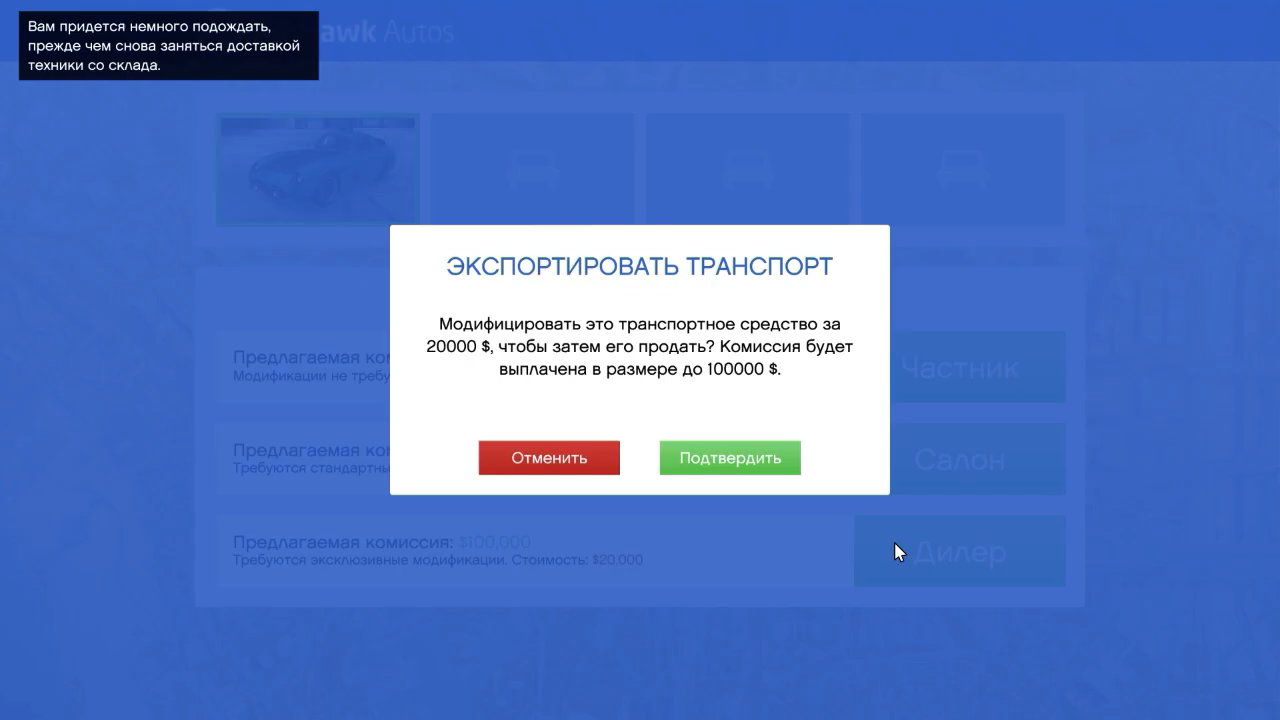 Вам придется немного подождать,
прежде чем снова заняться доставкой
техники со склада.
awk Autos
ЭКСПОРТИРОВАТЬ ТРАНСПОРТ
Модифицировать это транспортное средство за
20000 $, чтобы затем его продать? Комиссия будет
выплачена в размере до 100000 $.
Отменить Подтвердить
Предлагаемая ко
Модификации не требу
Частник
Предлагаемая ко
Требуются стандартны
Салон
Предлагаемая комиссия: $100,000
Требуются эксклюзивные модификации. Стоимость: $20,000
Дилер